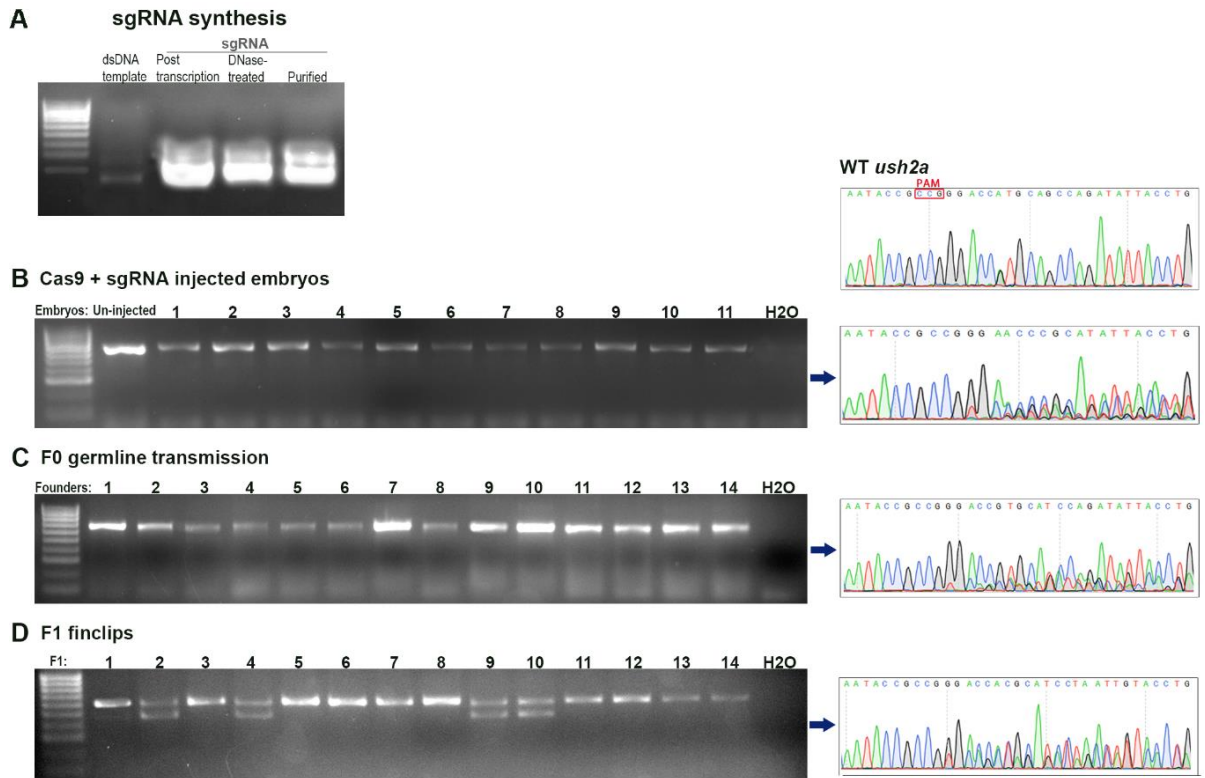 A sgRNA synthesis
sgRNA
dsDNA template Post transcription DNase-treated Purified
WT ush2a
PAM
AATACCGCCGGGACCATGCAGCCAGATATTACCTG
B Cas9 + sgRNA injected embryos
Embryos: Un-injected 1 2 3 4 5 6 7 8 9 10 11 H2O
AATACCGCCGGGAACCCGCATATTACCTG
C F0 germline transmission
Founders: 1 2 3 4 5 6 7 8 9 10 11 12 13 14 H2O
AATACCGCCGGGACCGTGCATCCAGATATTACCTG
D F1 finclips
F1: 1 2 3 4 5 6 7 8 9 10 11 12 13 14 H2O
AATACCGCCGGGACCACGCATCCTAATTGTACCTG